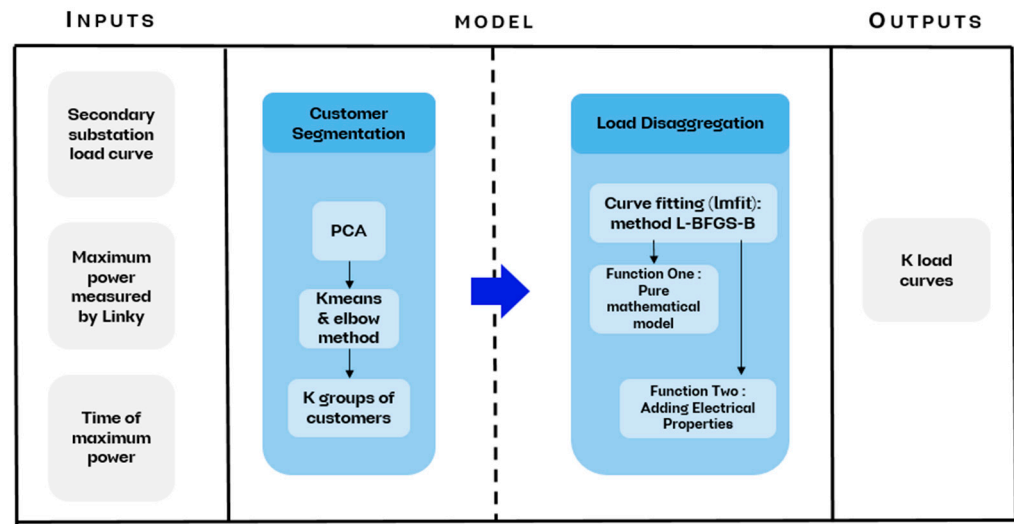 INPUTS
MODEL
OUTPUTS
Secondary
substation
load curve
Maximum
power
measured
by Linky
Time of
maximum
power
Customer
Segmentation
PCA
Kmeans
& elbow
method
K groups of
customers
Load Disaggregation
Curve fitting (lmfit):
method L-BFGS-B
Function One :
Pure
mathematical
model
Function Two :
Adding Electrical
Properties
K load
curves